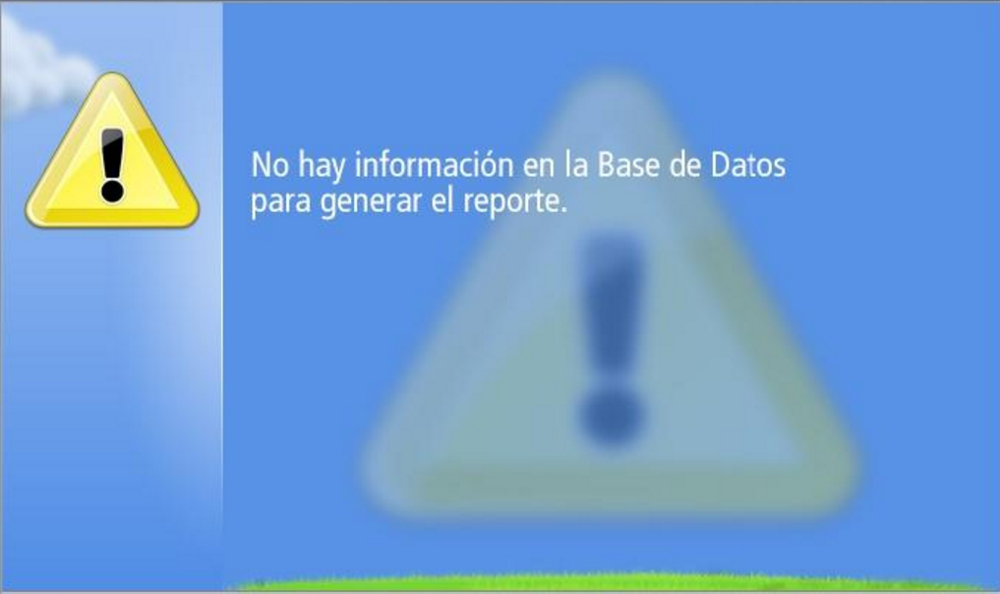 No hay información en la Base de Datos
para generar el reporte.